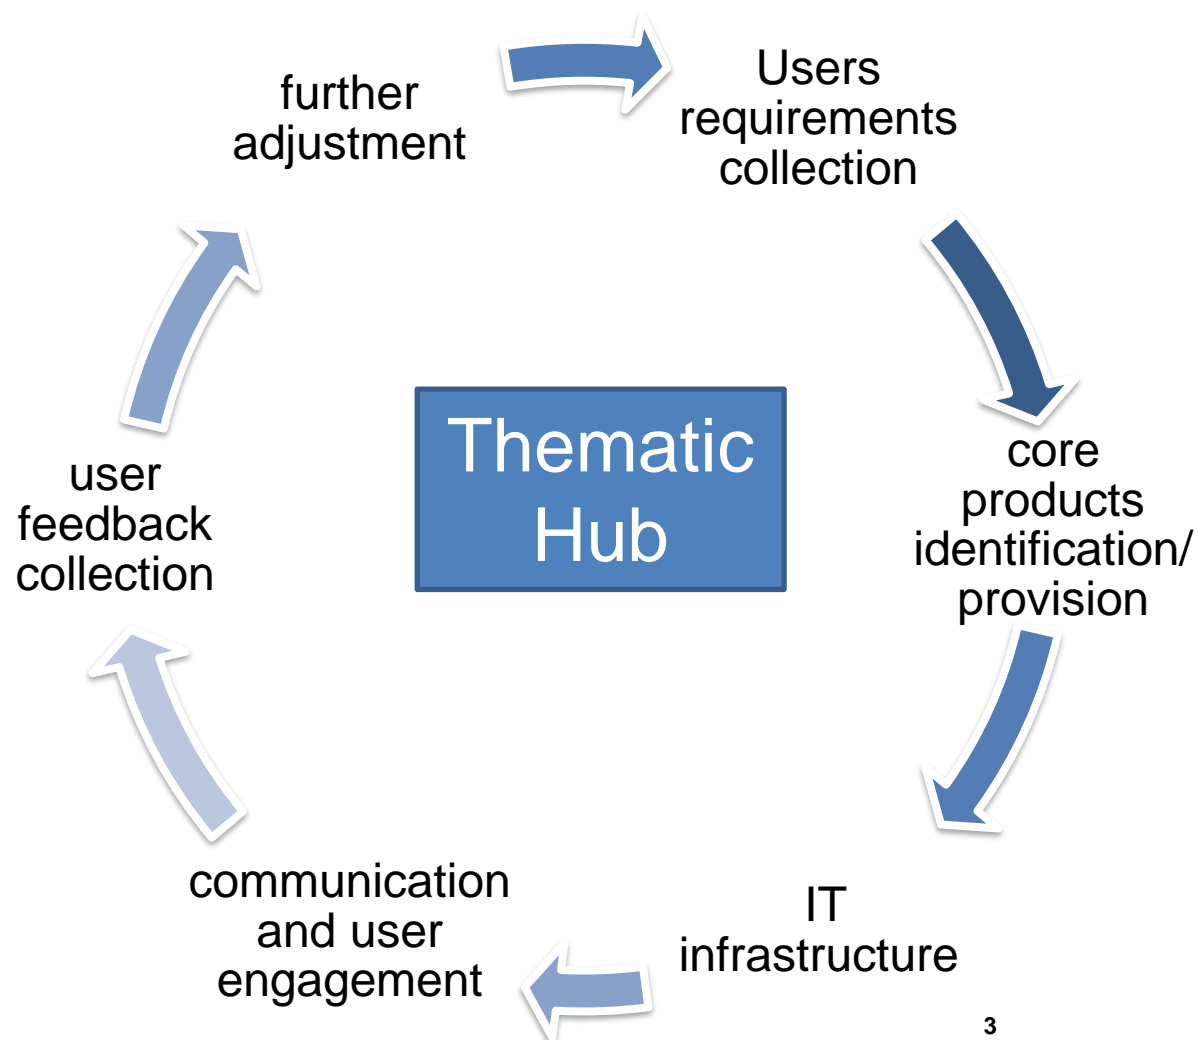 further
adjustment
Users
requirements
collection
core
products
identification/
provision
IT
infrastructure
communication
and user
engagement
user
feedback
collection
Thematic
Hub
3